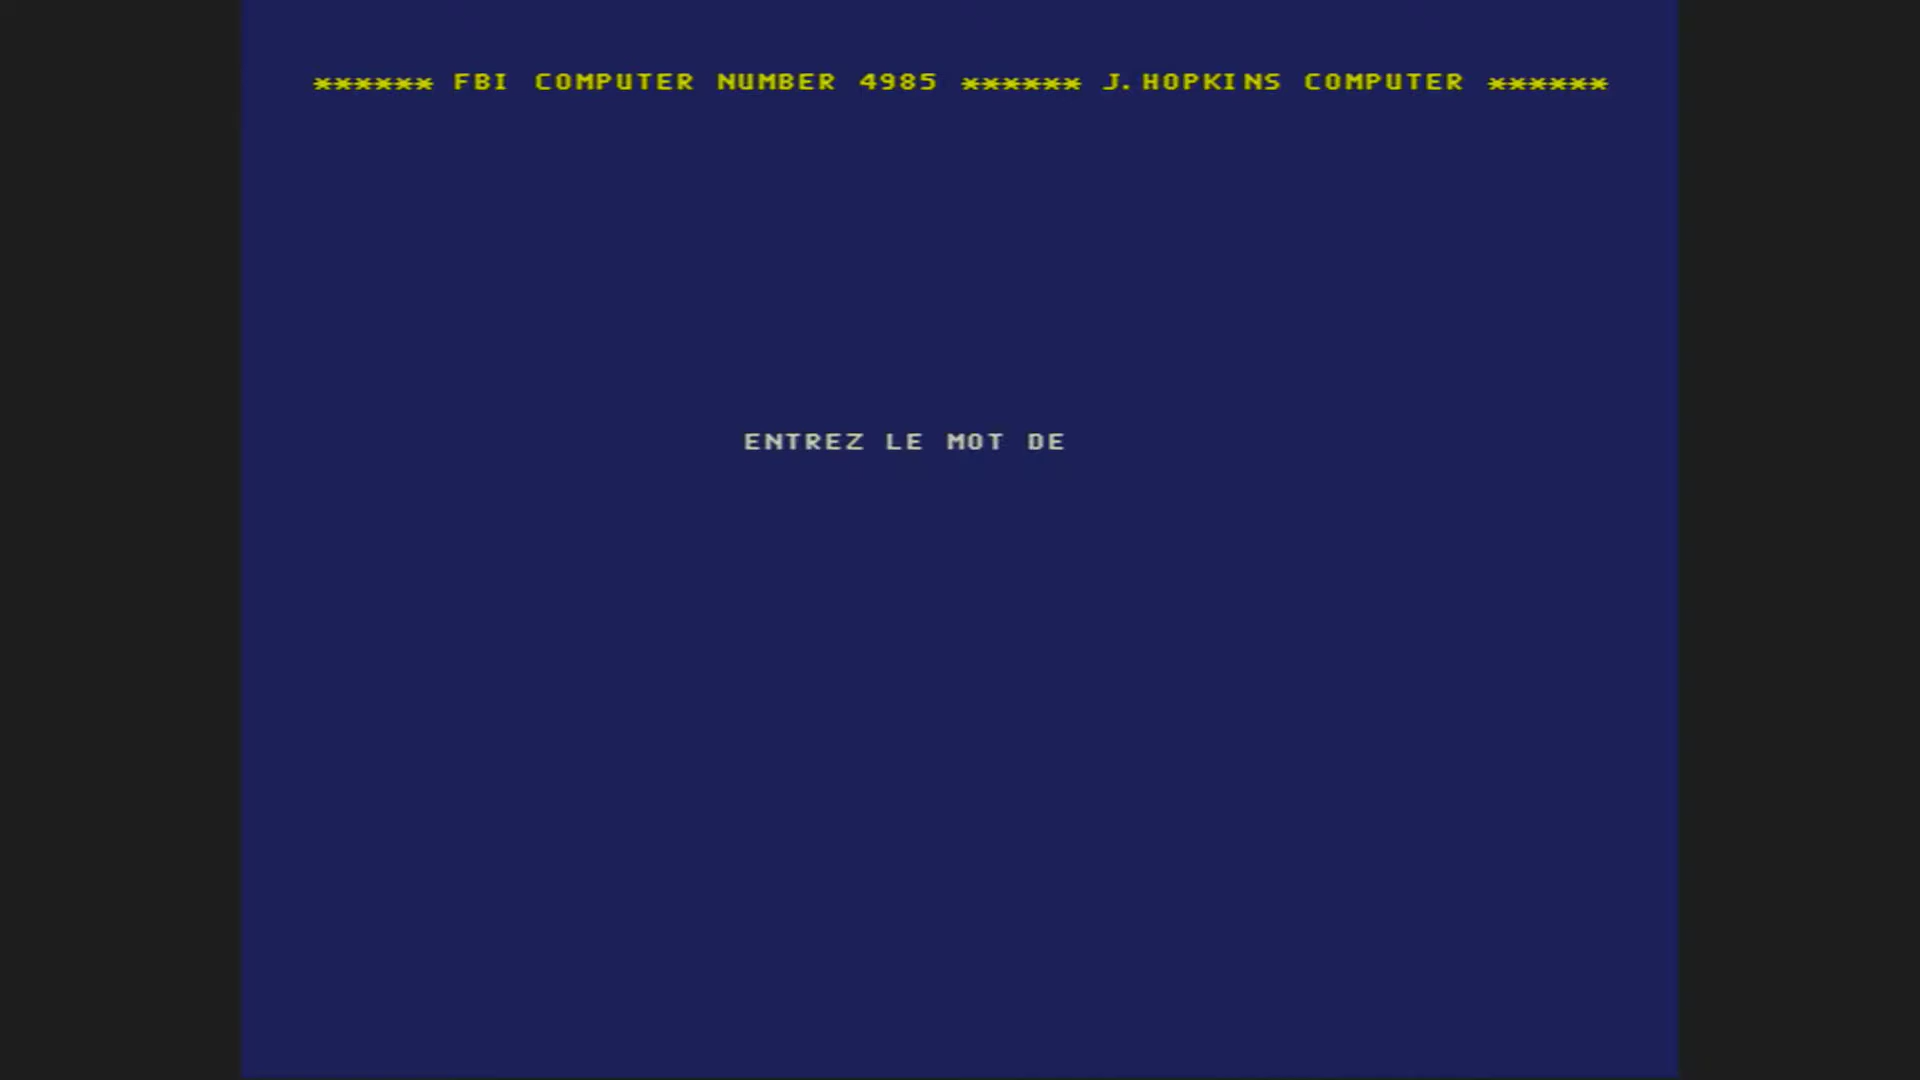 ****** FBI COMPUTER NUMBER 4985 ****** J.HOPKINS COMPUTER ******
ENTREZ LE MOT DE